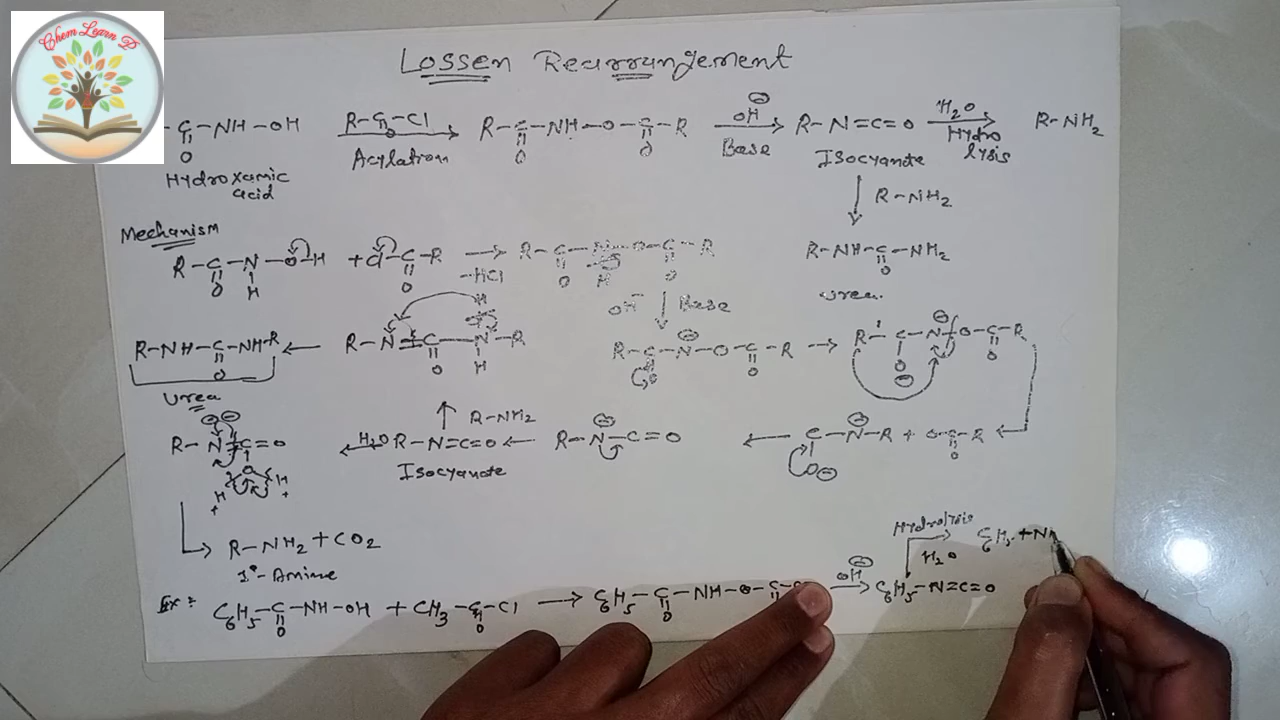 Chem Learn P
Lossen Rearrangement
C-NH-OH R-C-Cl R-C-NH-O-C-R OH⊖ R-N=C=O H2O R-NH2
O O O O
Hydroxamic acid Acylation Base Isocyanate Hydrolysis
R-NH2
Mechanism
R-C-N-O-H + Cl-C-R → R-C-N-O-C-R R-NH-C-NH2
O H O -HCl O H O O
OH- Base Urea
R-NH-C-NH-R ← R-N=C-N-R R-C-N-O-C-R → R-C-N-O-C-R
O O H O O O
Urea
R-NH2
R-N-C=O H2O R-N=C=O ← R-N-C=O ← C-N-R + O-C-R
Isocyanate
R-NH2 + CO2
1°-Amine
Hydrolysis
H2O C6H5 + N
Ex: C6H5-C-NH-OH + CH3-C-Cl → C6H5-C-NH-O-C OH⊖ → C6H5-N=C=O
O O O